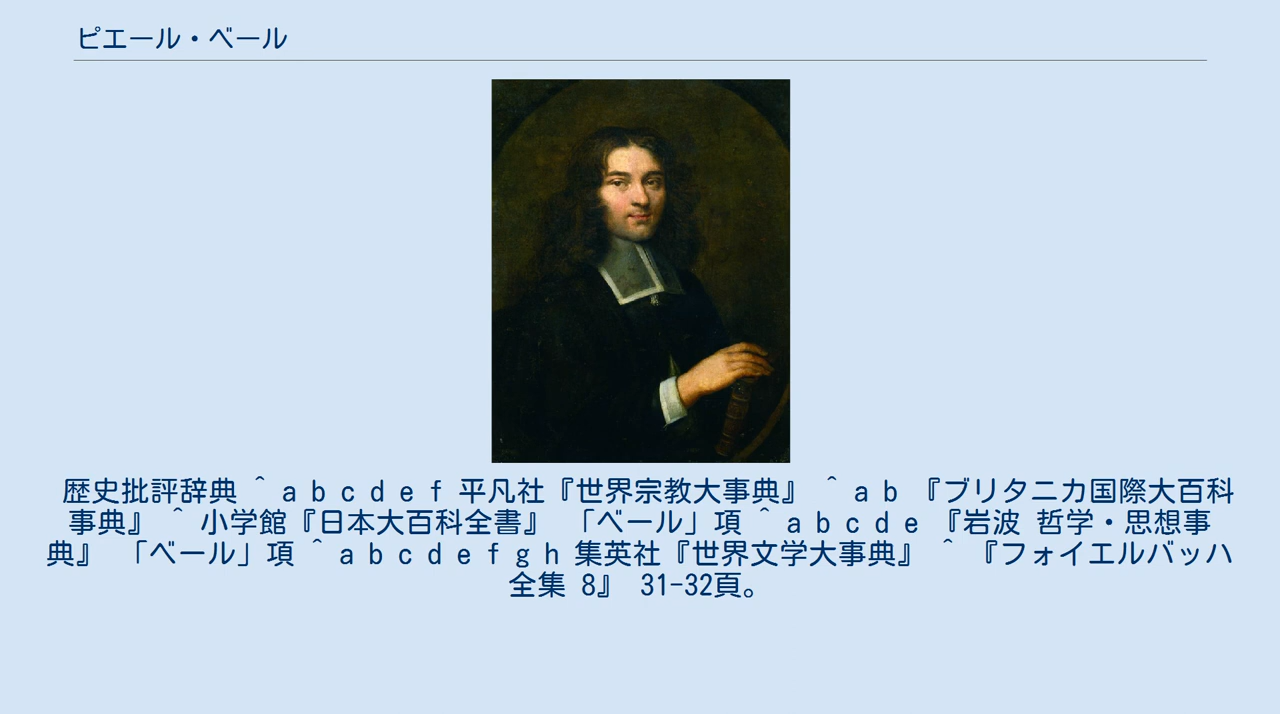 ピエール・ベール
歴史批評辞典 ^ a b c d e f 平凡社『世界宗教大事典』 ^ a b 『ブリタニカ国際大百科
事典』 ^ 小学館『日本大百科全書』 「ベール」項 ^ a b c d e 『岩波 哲学・思想事
典』 「ベール」項 ^ a b c d e f g h 集英社『世界文学大事典』 ^ 『フォイエルバッハ
全集 8』 31-32頁。